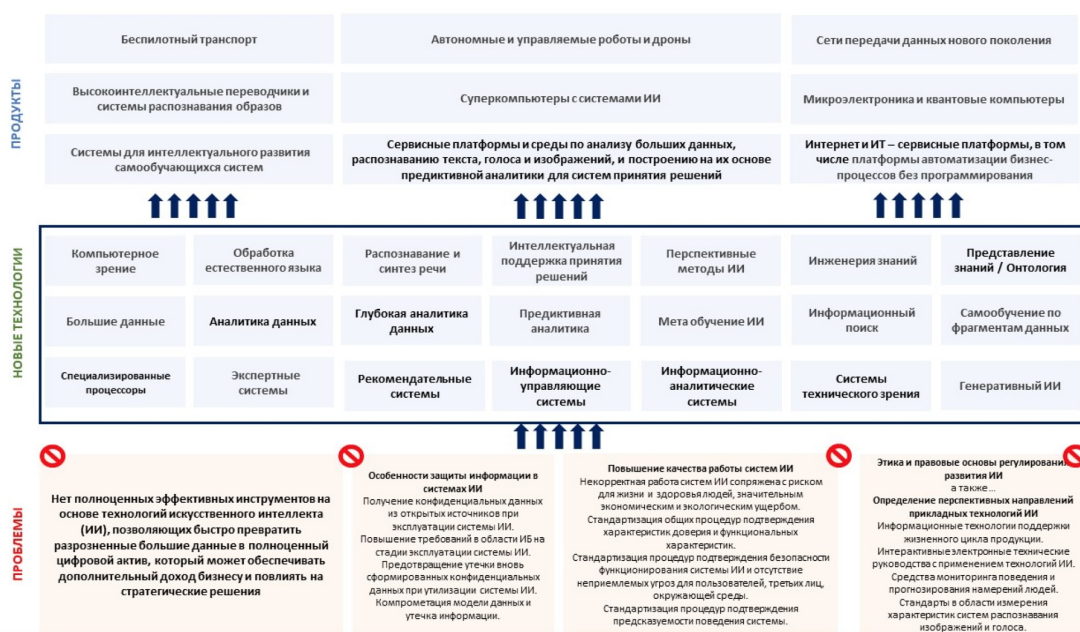 ПРОДУКТЫ
Беспилотный транспорт
Автономные и управляемые роботы и дроны
Сети передачи данных нового поколения
Высокоинтеллектуальные переводчики и
системы распознавания образов
Суперкомпьютеры с системами ИИ
Микроэлектроника и квантовые компьютеры
Системы для интеллектуального развития
самообучающихся систем
Сервисные платформы и среды по анализу больших данных,
распознаванию текста, голоса и изображений, и построению на их основе
предиктивной аналитики для систем принятия решений
Интернет и ИТ – сервисные платформы, в том
числе платформы автоматизации бизнес-
процессов без программирования
НОВЫЕ ТЕХНОЛОГИИ
Компьютерное
зрение
Обработка
естественного языка
Распознавание и
синтез речи
Интеллектуальная
поддержка принятия
решений
Перспективные
методы ИИ
Инженерия знаний
Представление
знаний / Онтология
Большие данные
Аналитика данных
Глубокая аналитика
данных
Предиктивная
аналитика
Мета обучение ИИ
Информационный
поиск
Самообучение по
фрагментам данных
Специализированные
процессоры
Экспертные
системы
Рекомендательные
системы
Информационно-
управляющие
системы
Информационно-
аналитические
системы
Системы
технического зрения
Генеративный ИИ
ПРОБЛЕМЫ
Нет полноценных эффективных инструментов на
основе технологий искусственного интеллекта
(ИИ), позволяющих быстро превратить
разрозненные большие данные в полноценный
цифровой актив, который может обеспечивать
дополнительный доход бизнесу и повлиять на
стратегические решения
Особенности защиты информации в
системах ИИ
Получение конфиденциальных данных
из открытых источников при
эксплуатации системы ИИ.
Повышение требований в области ИБ на
стадии эксплуатации системы ИИ.
Предотвращение утечки вновь
сформированных конфиденциальных
данных при утилизации системы ИИ.
Компрометация модели данных и
утечка информации.
Повышение качества работы систем ИИ
Некорректная работа систем ИИ сопряжена с риском
для жизни и здоровья людей, значительным
экономическим и экологическим ущербом.
Стандартизация общих процедур подтверждения
характеристик доверия и функциональных
характеристик.
Стандартизация процедур подтверждения безопасности
функционирования системы ИИ и отсутствие
неприемлемых угроз для пользователей, третьих лиц,
окружающей среды.
Стандартизация процедур подтверждения
предсказуемости поведения системы.
Этика и правовые основы регулирования
развития ИИ
а также...
Определение перспективных направлений
прикладных технологий ИИ
Информационные технологии поддержки
жизненного цикла продукции.
Интерактивные электронные технические
руководства с применением технологий ИИ.
Средства мониторинга поведения и
прогнозирования намерений людей.
Стандарты в области измерения
характеристик систем распознавания
изображений и голоса.